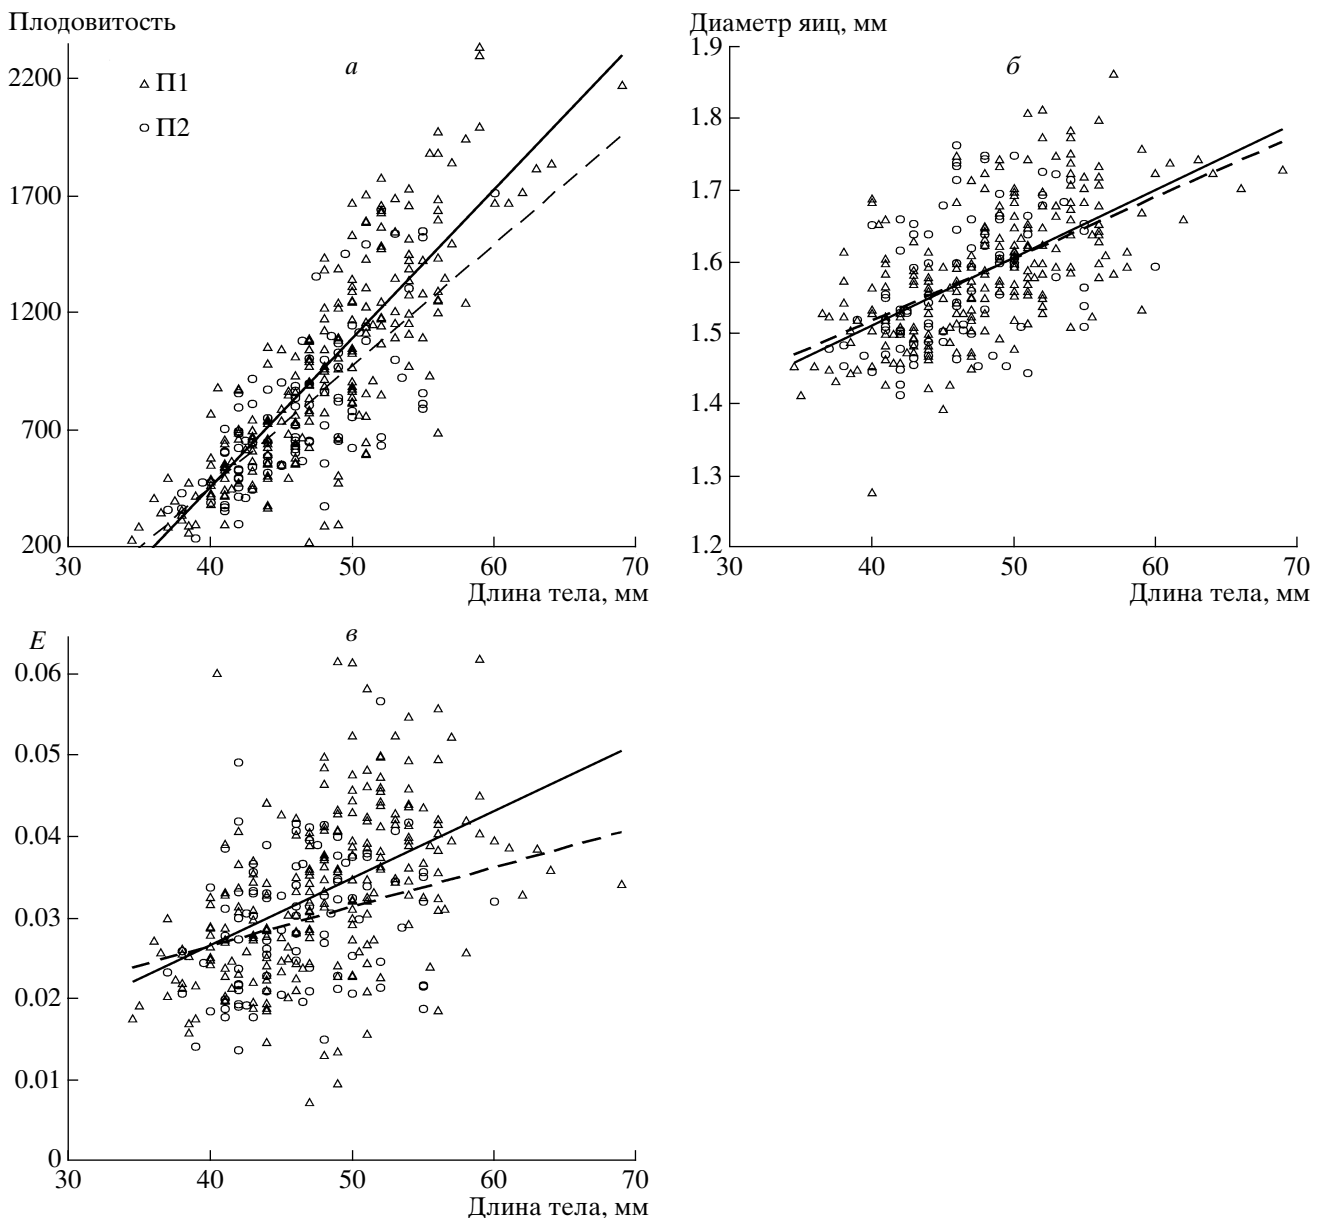 Плодовитость
а
2200
П1
П2
1700
1200
700
200
30 40 50 60 70
Длина тела, мм
Диаметр яиц, мм
1.9
б
1.8
1.7
1.6
1.5
1.4
1.3
1.2
30 40 50 60 70
Длина тела, мм
E
в
0.06
0.05
0.04
0.03
0.02
0.01
0
30 40 50 60 70
Длина тела, мм